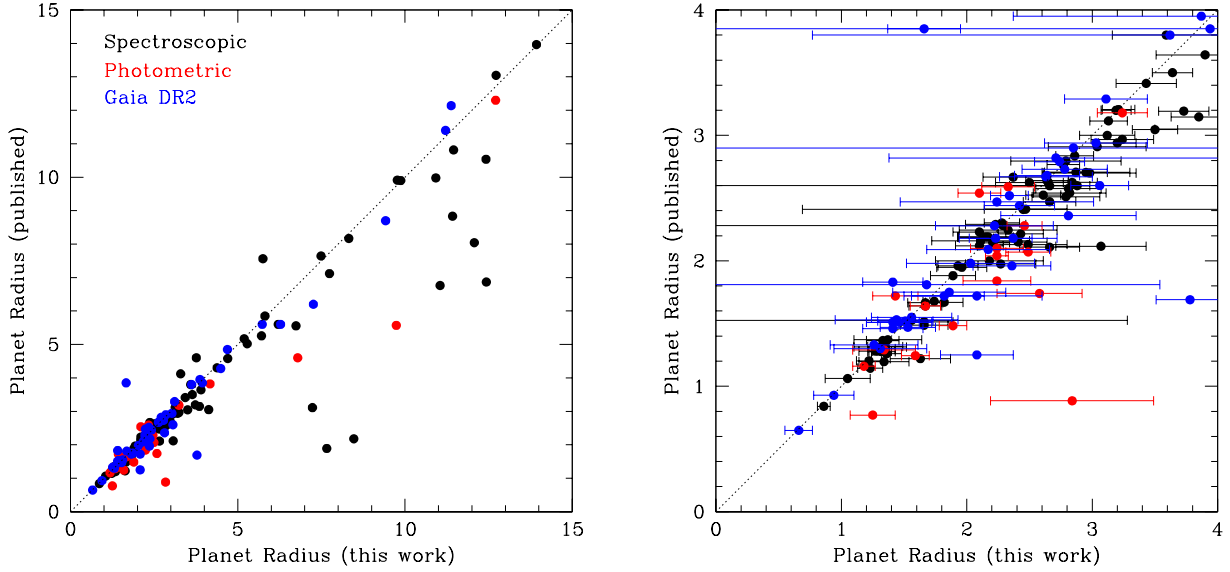 15
10
5
0
0
5
10
15
Planet Radius (published)
Planet Radius (this work)
Spectroscopic
Photometric
Gaia DR2
4
3
2
1
0
0
1
2
3
4
Planet Radius (published)
Planet Radius (this work)